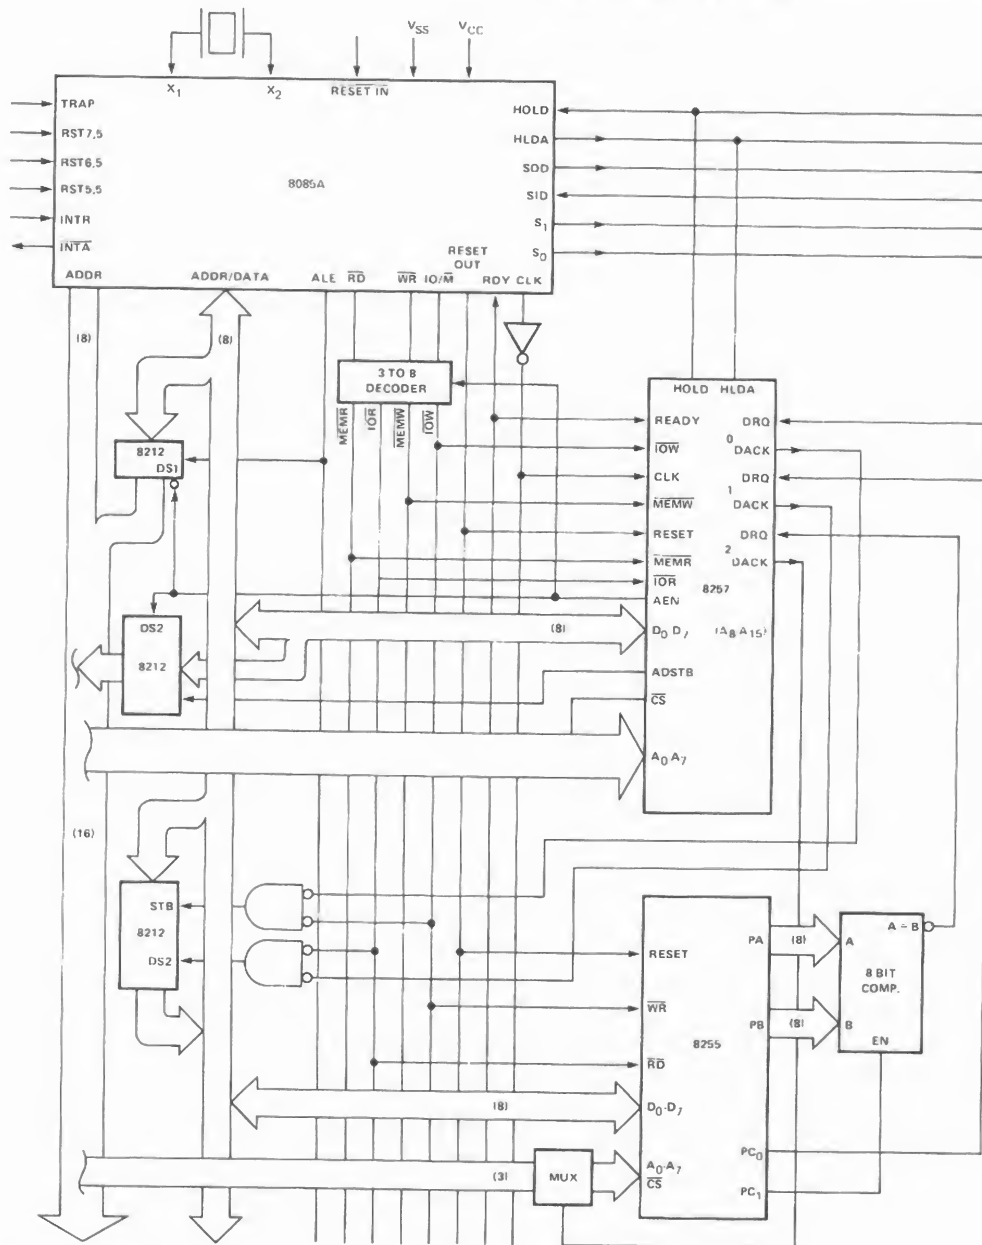 VSS VCC
X1 X2 RESET IN
TRAP
RST7,5
RST6,5
RST5,5
INTR
INTA
8085A
HOLD
HLDA
SOD
SID
S1
S0
ADDR ADDR/DATA ALE RD WR IO/M RESET OUT RDY CLK
(8)
(8)
3 TO 8
DECODER
MEMR IOR MEMW IOW
8212
DS1
DS2
8212
HOLD HLDA
READY
IOW
CLK
MEMW
RESET
MEMR
IOR
AEN
D0 D7
ADSTB
CS
A0 A7
DRQ
0
DACK
DRQ
1
DACK
DRQ
2
DACK
8257
(A8 A15)
(8)
(16)
STB
8212
DS2
RESET
WR
RD
D0-D7
A0-A7
CS
8255
PA
PB
PC0
PC1
(8)
(8)
(8)
(3)
MUX
A = B
A
8 BIT
COMP.
B
EN